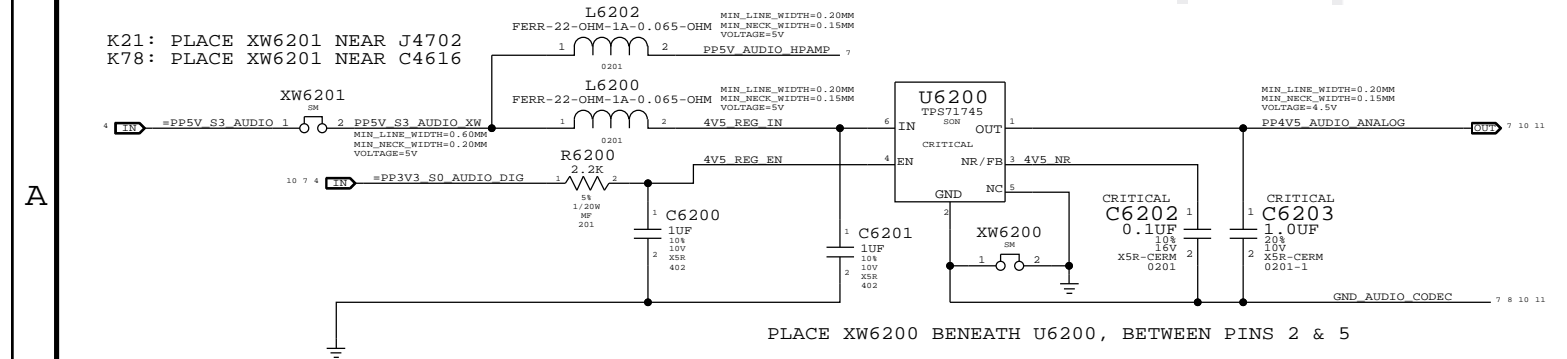 K21: PLACE XW6201 NEAR J4702
K78: PLACE XW6201 NEAR C4616
L6202
FERR-22-OHM-1A-0.065-OHM
MIN_LINE_WIDTH=0.20MM
MIN_NECK_WIDTH=0.15MM
VOLTAGE=5V
1 2
PP5V_AUDIO_HPAMP 7
0201
XW6201
SM
4 IN =PP5V_S3_AUDIO 1 2 PP5V_S3_AUDIO_XW
MIN_LINE_WIDTH=0.60MM
MIN_NECK_WIDTH=0.20MM
VOLTAGE=5V
L6200
FERR-22-OHM-1A-0.065-OHM
MIN_LINE_WIDTH=0.20MM
MIN_NECK_WIDTH=0.15MM
VOLTAGE=5V
1 2
4V5_REG_IN
0201
R6200
2.2K
10 7 4 IN =PP3V3_S0_AUDIO_DIG 1 2
5%
1/20W
MF
201
4V5_REG_EN
U6200
TPS71745
SON
6 IN OUT 1
CRITICAL
4 EN NR/FB 3 4V5_NR
NC 5
GND
2
MIN_LINE_WIDTH=0.20MM
MIN_NECK_WIDTH=0.15MM
VOLTAGE=4.5V
PP4V5_AUDIO_ANALOG OUT 7 10 11
A
1 C6200
1UF
10%
10V
X5R
402
2
1 C6201
1UF
10%
10V
X5R
402
2
XW6200
SM
1 2
CRITICAL
C6202 1
0.1UF
10%
16V
X5R-CERM 2
0201
CRITICAL
1 C6203
1.0UF
20%
10V
2 X5R-CERM
0201-1
GND_AUDIO_CODEC 7 8 10 11
PLACE XW6200 BENEATH U6200, BETWEEN PINS 2 & 5